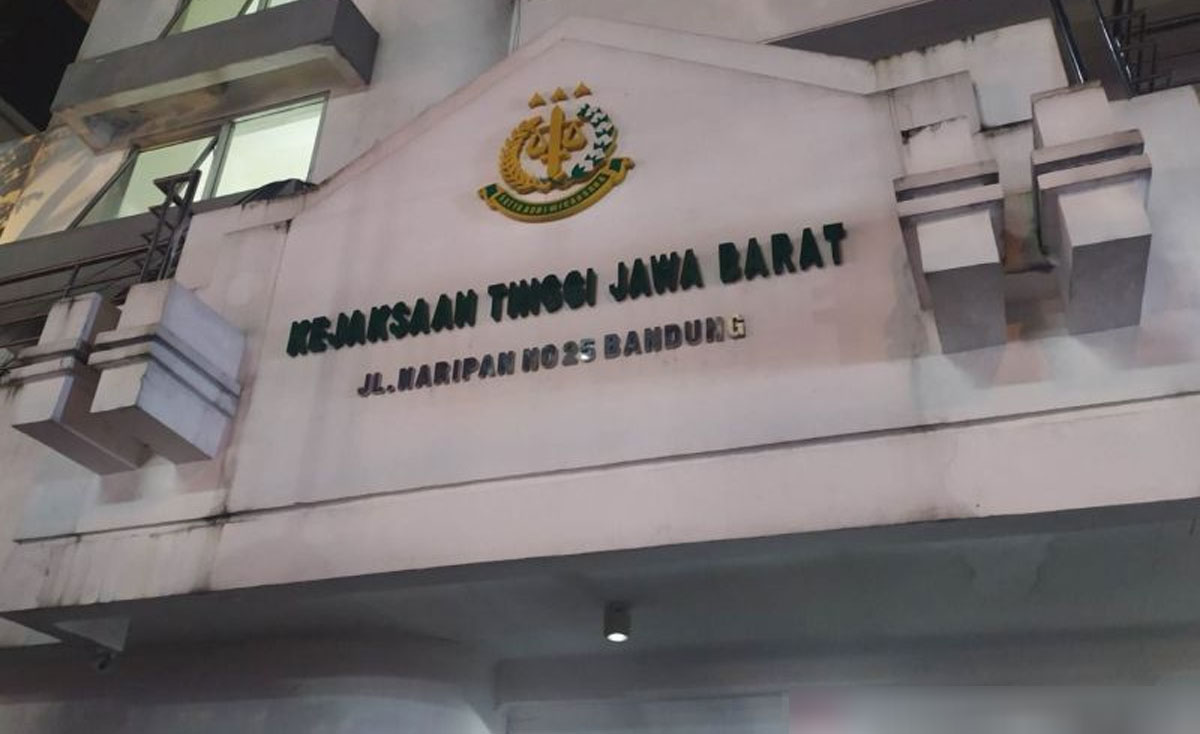 KEJAKSAAN TINGGI JAWA BARAT
JL.NARIPAN NO 25 BANDUNG